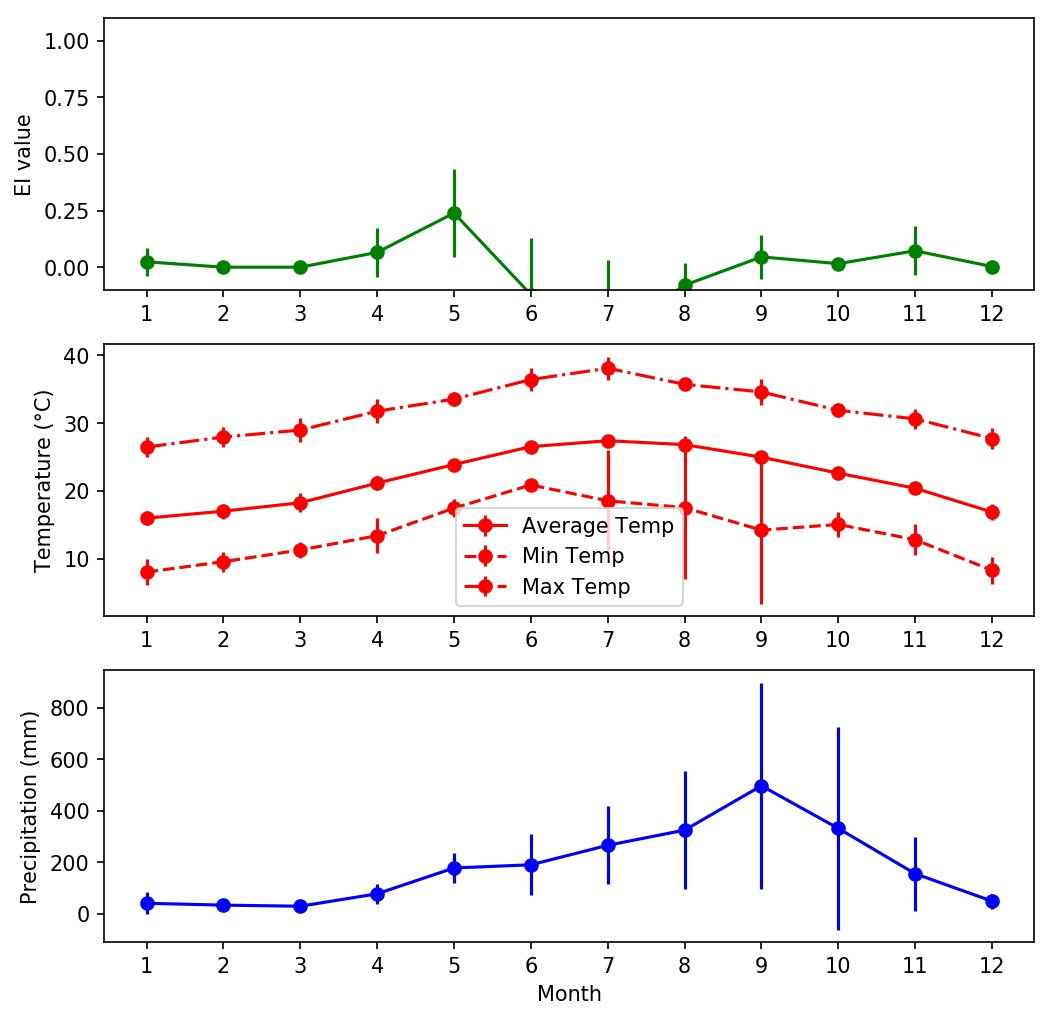 1.00
0.75
0.50
0.25
0.00
EI value
1 2 3 4 5 6 7 8 9 10 11 12
40
30
20
10
Temperature (°C)
Average Temp
Min Temp
Max Temp
1 2 3 4 5 6 7 8 9 10 11 12
800
600
400
200
0
Precipitation (mm)
1 2 3 4 5 6 7 8 9 10 11 12
Month